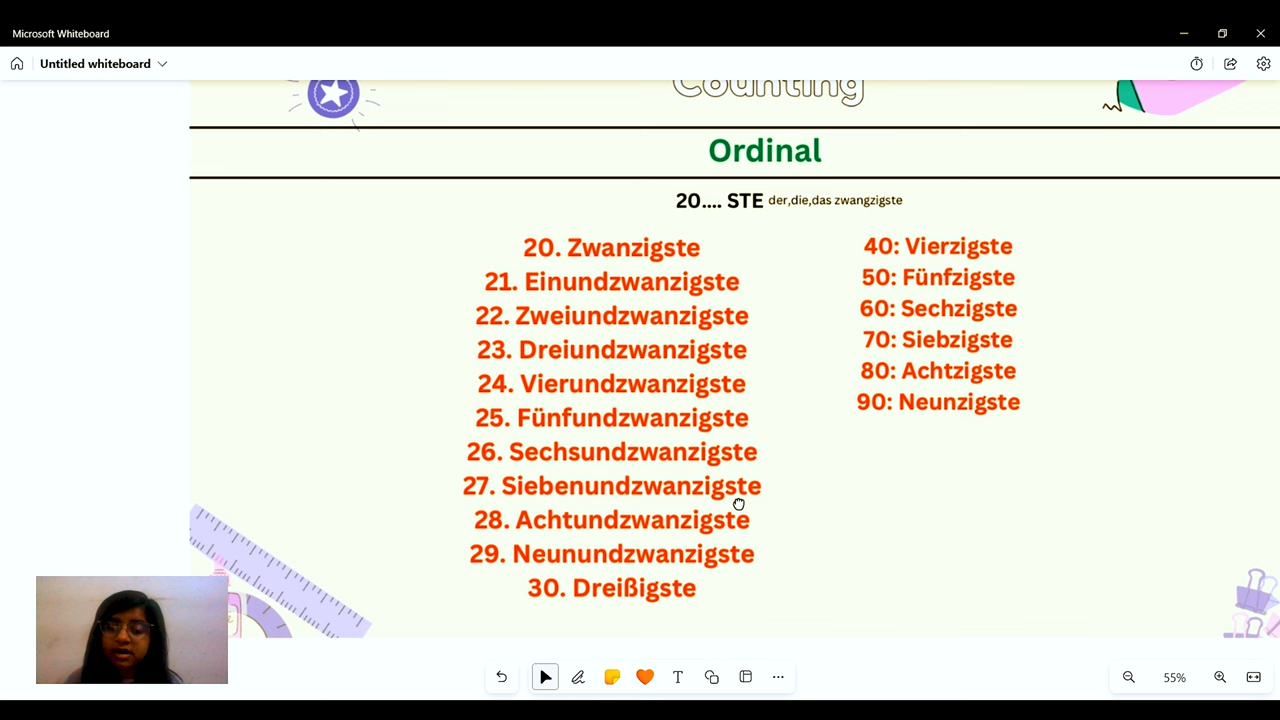 Microsoft Whiteboard
Untitled whiteboard
Counting
Ordinal
20.... STE der,die,das zwangzigste
20. Zwanzigste
21. Einundzwanzigste
22. Zweiundzwanzigste
23. Dreiundzwanzigste
24. Vierundzwanzigste
25. Fünfundzwanzigste
26. Sechsundzwanzigste
27. Siebenundzwanzigste
28. Achtundzwanzigste
29. Neunundzwanzigste
30. Dreißigste
40: Vierzigste
50: Fünfzigste
60: Sechzigste
70: Siebzigste
80: Achtzigste
90: Neunzigste
55%